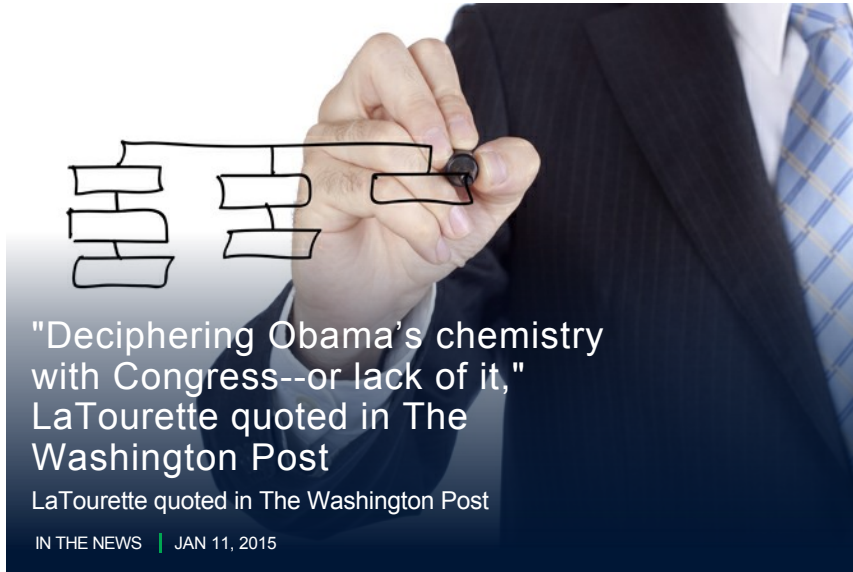 "Deciphering Obama’s chemistry
with Congress--or lack of it,"
LaTourette quoted in The
Washington Post
LaTourette quoted in The Washington Post
IN THE NEWS | JAN 11, 2015